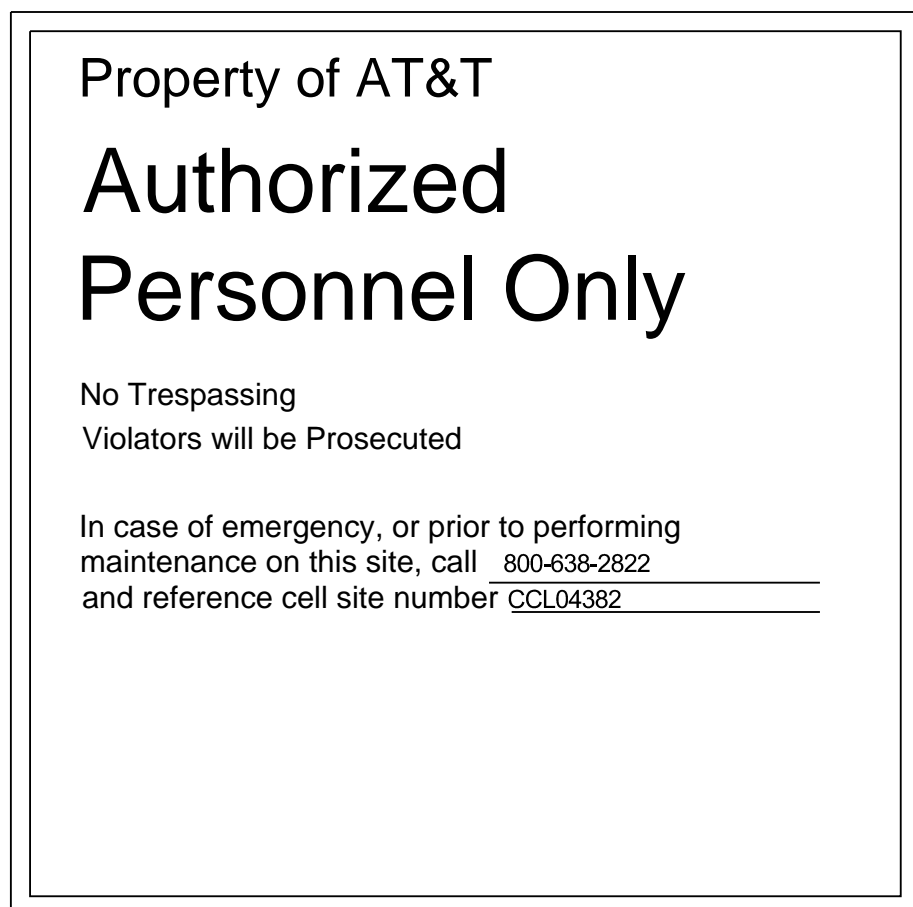 Property of AT&T
Authorized
Personnel Only
No Trespassing
Violators will be Prosecuted
In case of emergency, or prior to performing
maintenance on this site, call 800-638-2822
and reference cell site number CCL04382